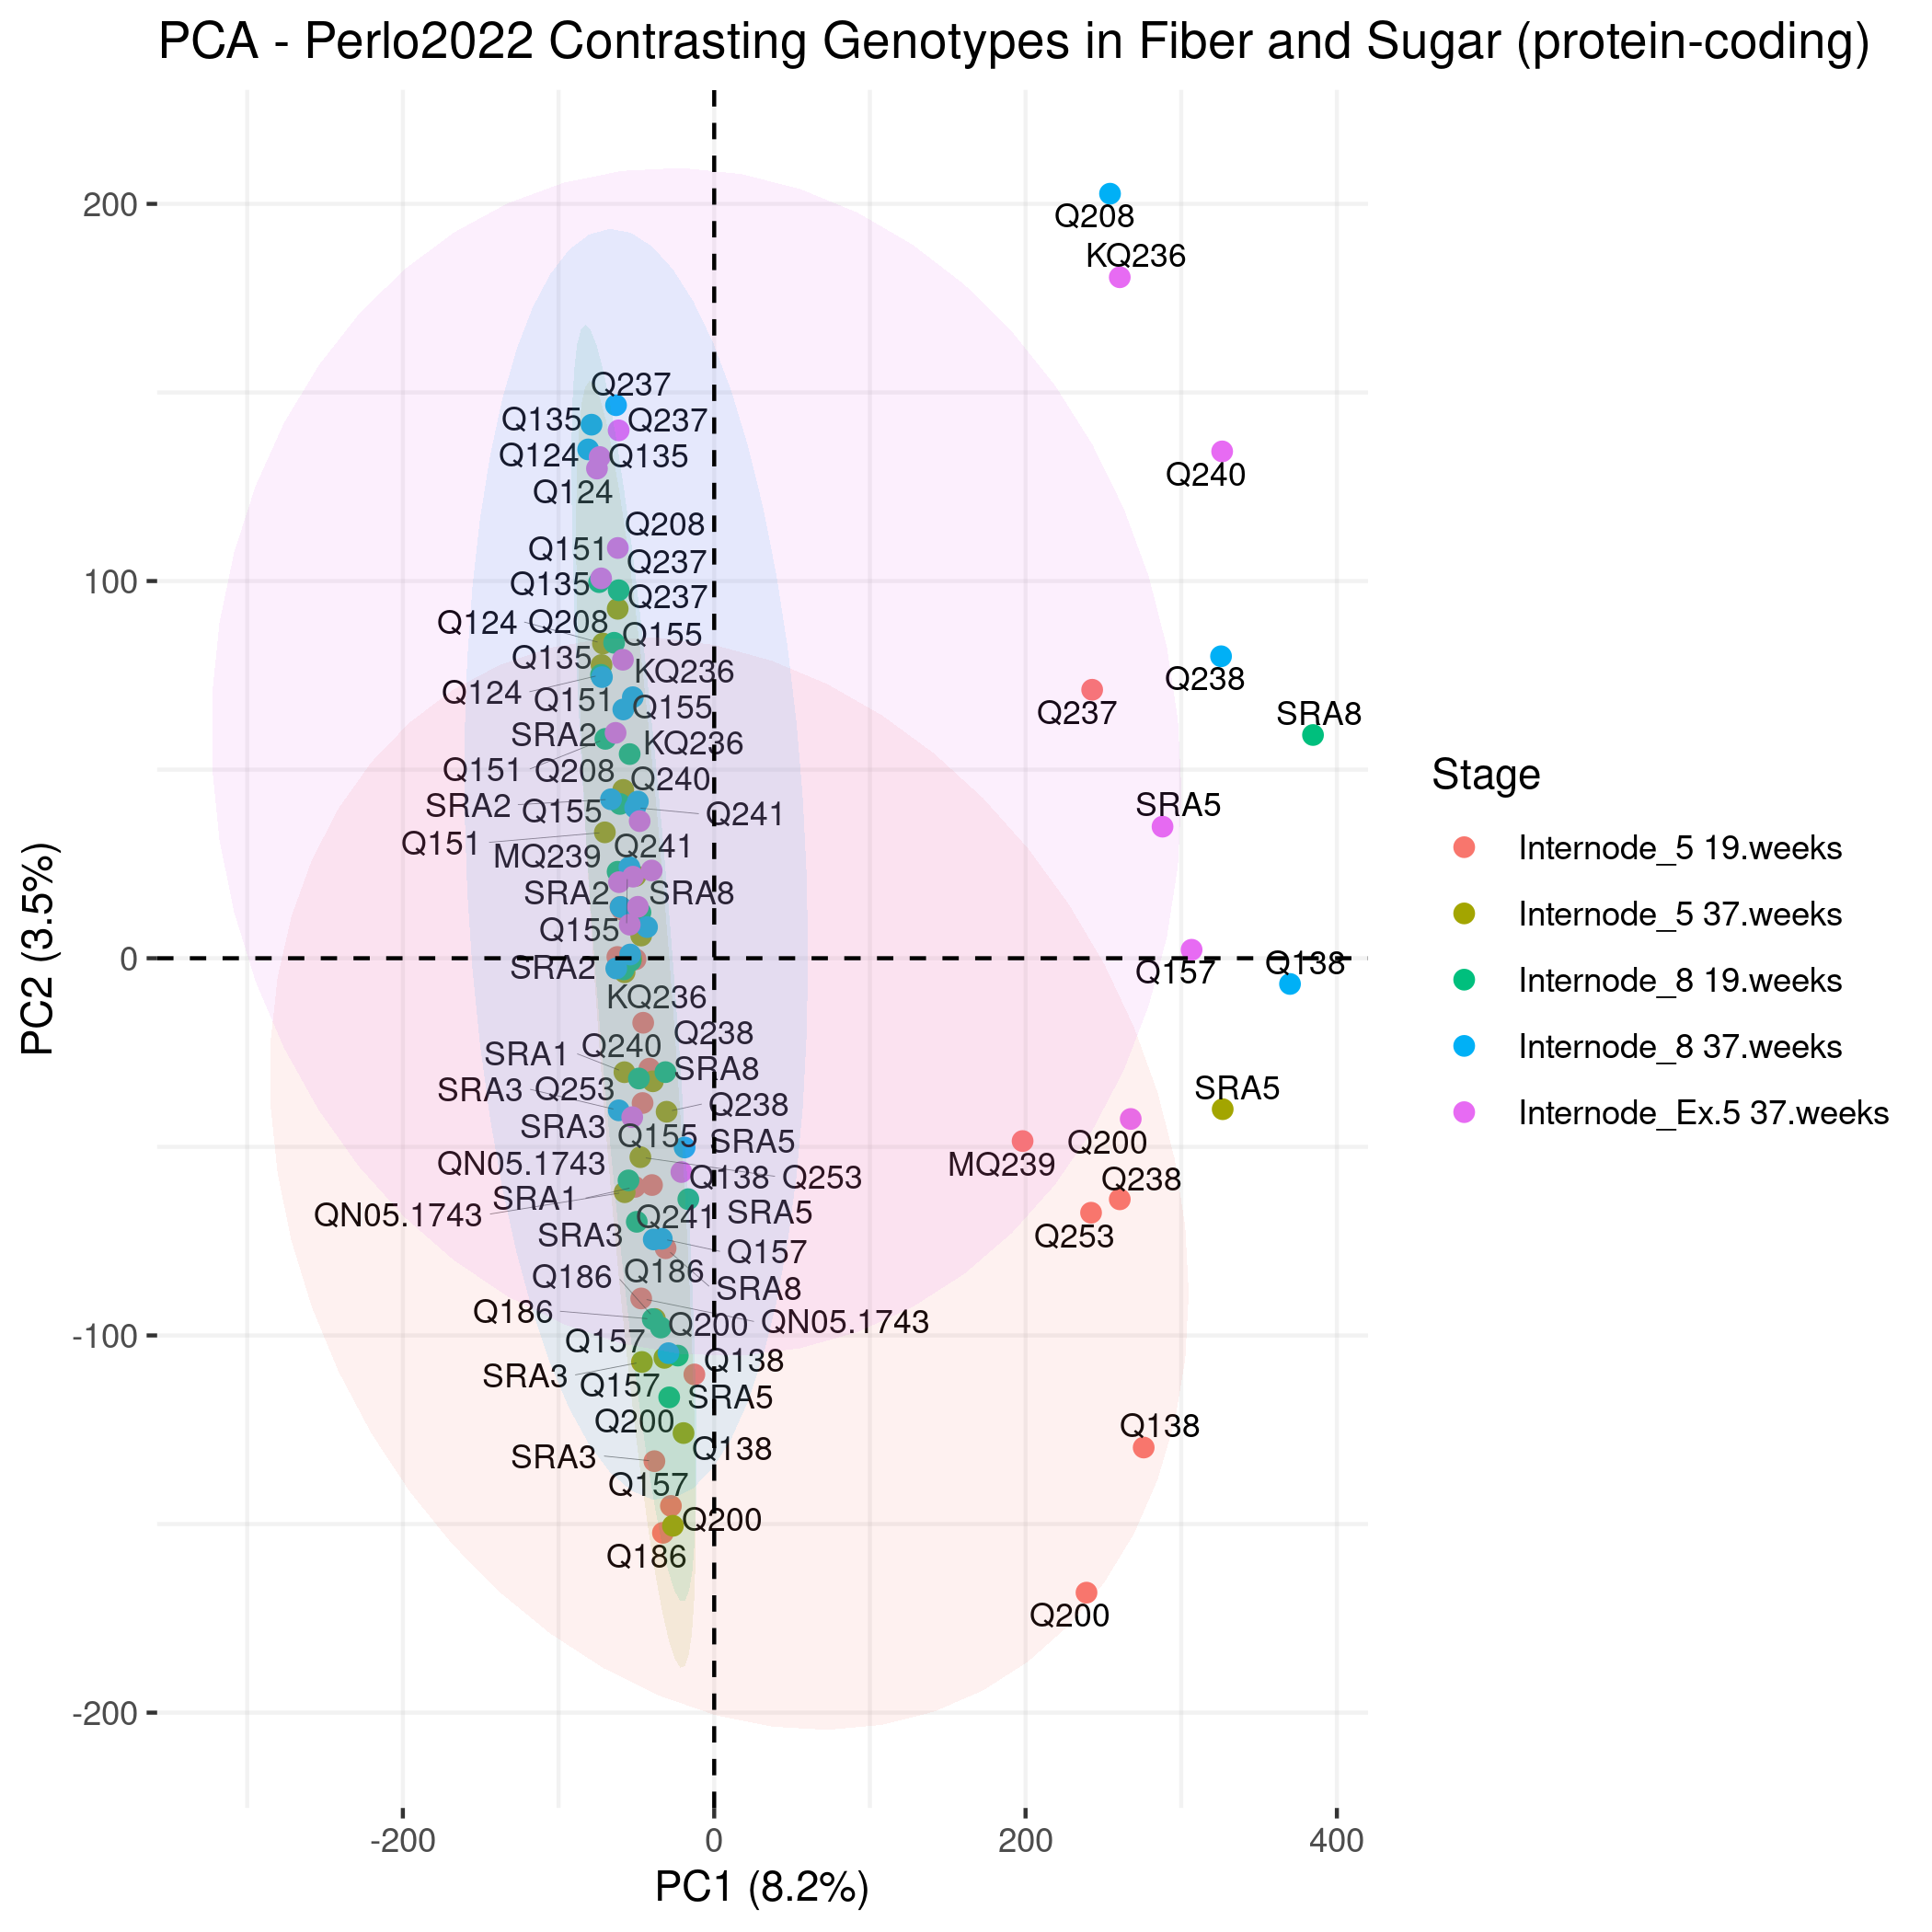 PCA - Perlo2022 Contrasting Genotypes in Fiber and Sugar (protein-coding)
PC2 (3.5%)
200
100
0
-100
-200
Q208
KQ236
Q237
Q135
Q237
Q124
Q135
Q240
Q124
Q208
Q151
Q237
Q135
Q237
Q124
Q208
Q155
Q135
KQ236
Q238
Q124
Q151
Q155
Q237
SRA8
SRA2
KQ236
Q151
Q208
Q240
SRA2
Q155
Q241
SRA5
Q151
Q241
MQ239
SRA2
SRA8
Q155
SRA2
Q157
Q138
KQ236
Q238
Q240
SRA1
SRA8
SRA3
Q253
Q238
SRA5
SRA3
Q155
SRA5
Q200
QN05.1743
Q138
Q253
MQ239
Q238
SRA1
QN05.1743
Q241
SRA5
SRA3
Q157
Q253
Q186
Q186
SRA8
Q186
Q200
QN05.1743
Q157
Q138
SRA3
Q157
SRA5
Q200
Q138
Q138
SRA3
Q157
Q200
Q186
Q200
-200
0
200
400
PC1 (8.2%)
Stage
Internode_5 19.weeks
Internode_5 37.weeks
Internode_8 19.weeks
Internode_8 37.weeks
Internode_Ex.5 37.weeks